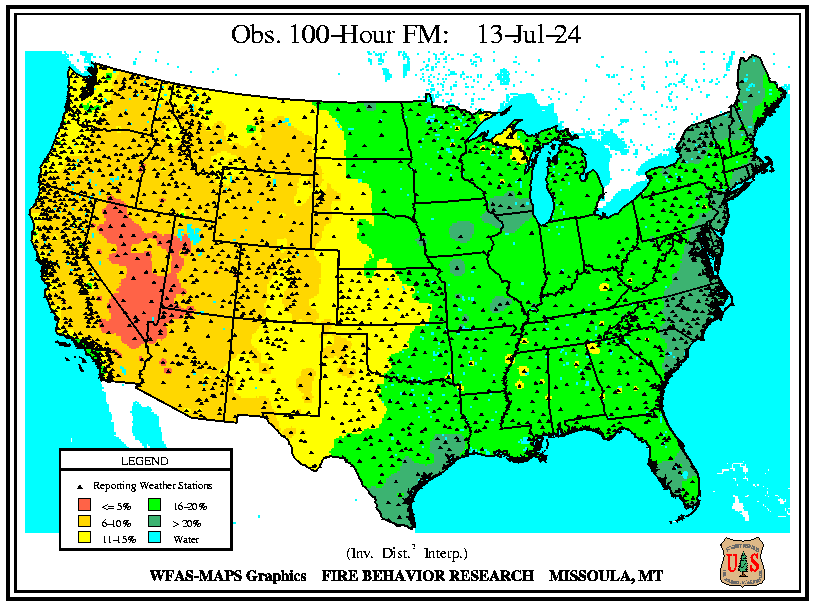 Obs. 100-Hour FM: 13-Jul-24
LEGEND
Reporting Weather Stations
<= 5%
16-20%
6-10%
> 20%
11-15%
Water
(Inv. Dist.² Interp.)
WFAS-MAPS Graphics FIRE BEHAVIOR RESEARCH MISSOULA, MT
U S